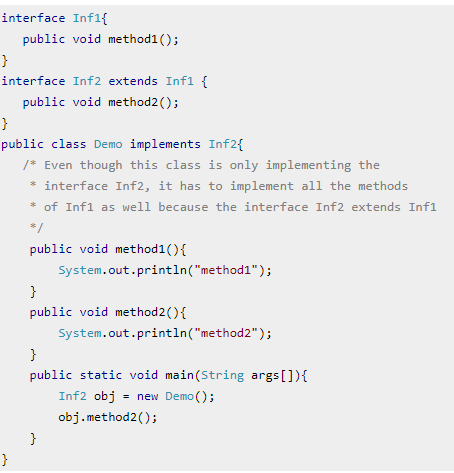 interface Inf1{
   public void method1();
}
interface Inf2 extends Inf1 {
   public void method2();
}
public class Demo implements Inf2{
   /* Even though this class is only implementing the
    * interface Inf2, it has to implement all the methods
    * of Inf1 as well because the interface Inf2 extends Inf1
    */
    public void method1(){
        System.out.println("method1");
    }
    public void method2(){
        System.out.println("method2");
    }
    public static void main(String args[]){
        Inf2 obj = new Demo();
        obj.method2();
    }
}